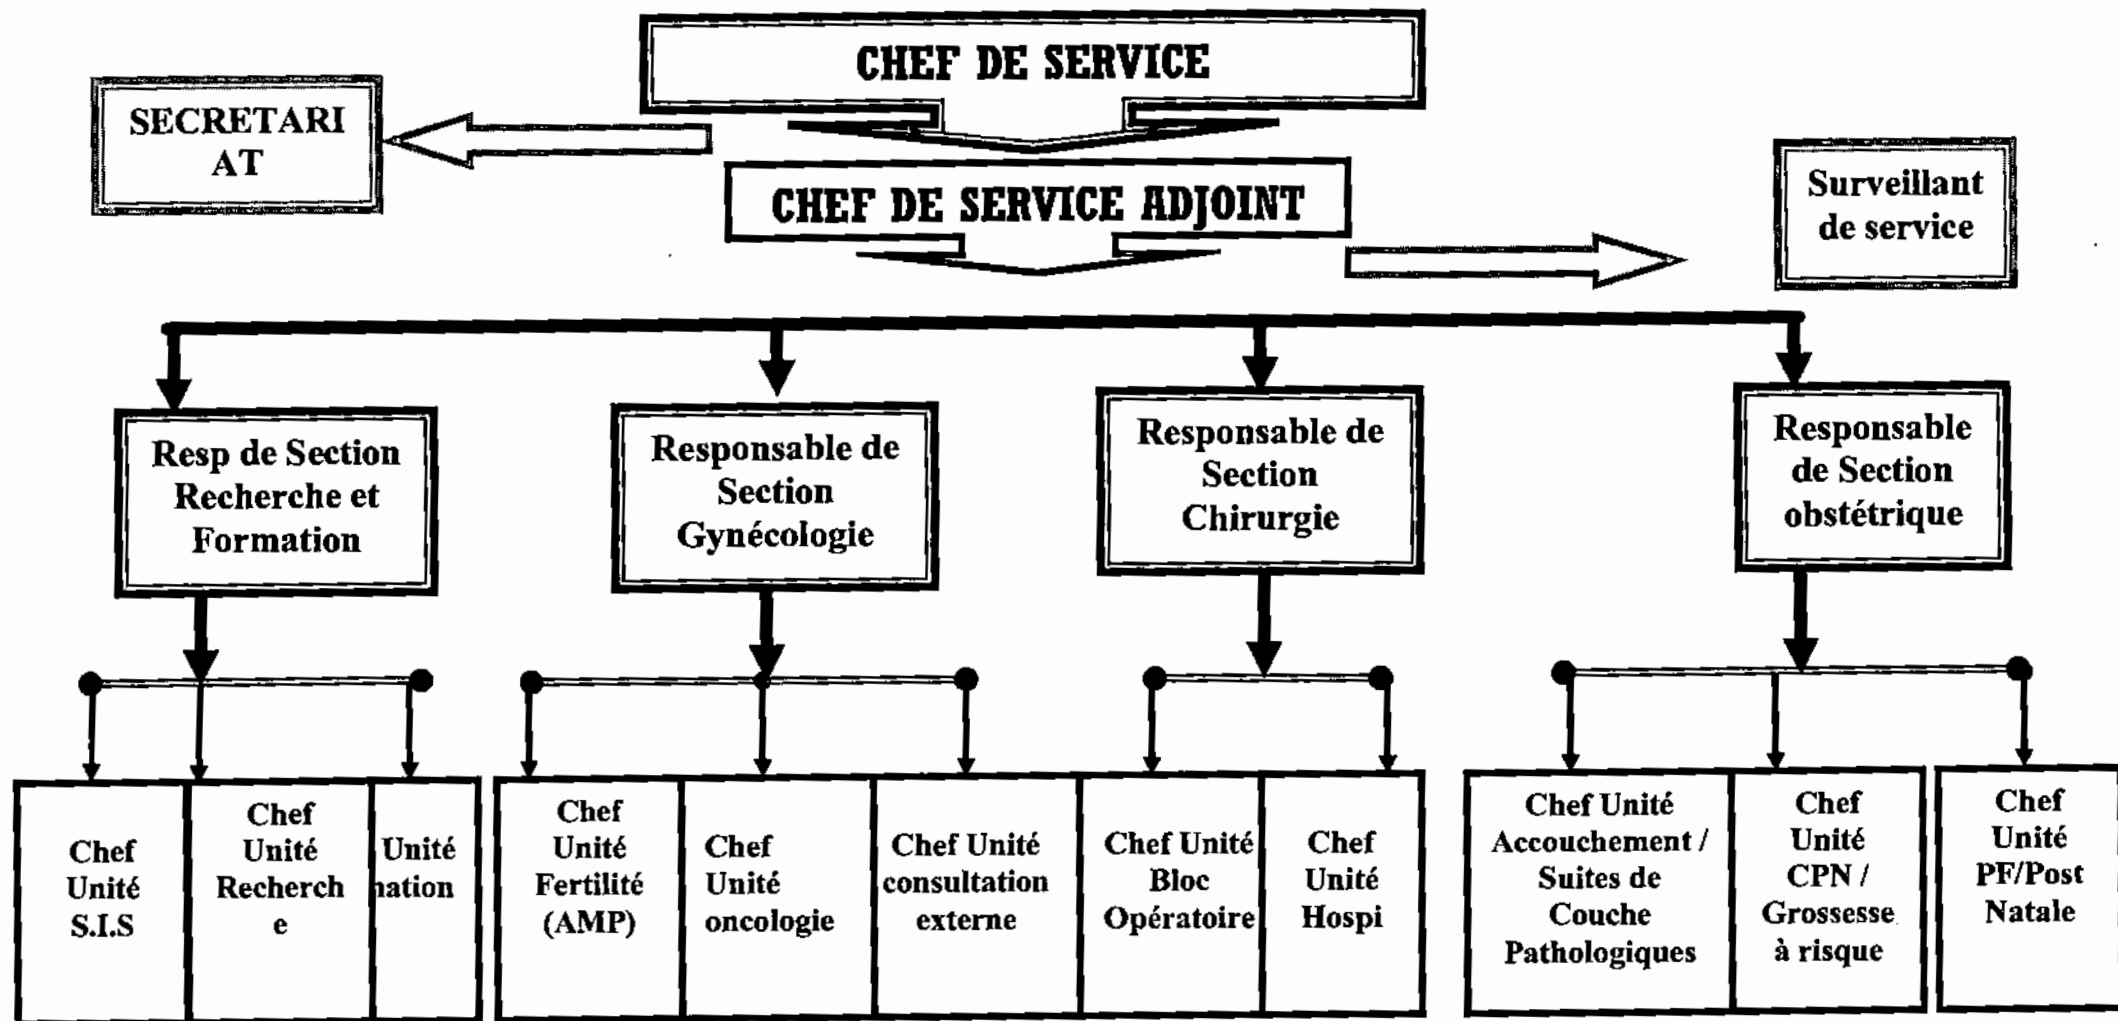 CHEF DE SERVICE
SECRETARI
AT
CHEF DE SERVICE ADJOINT
Surveillant
de service
Resp de Section
Recherche et
Formation
Responsable de
Section
Gynécologie
Responsable de
Section
Chirurgie
Responsable
de Section
obstétrique
Chef
Unité
S.I.S
Chef
Unité
Recherch
e
Unité
nation
Chef
Unité
Fertilité
(AMP)
Chef
Unité
oncologie
Chef Unité
consultation
externe
Chef Unité
Bloc
Opératoire
Chef
Unité
Hospi
Chef Unité
Accouchement /
Suites de
Couche
Pathologiques
Chef
Unité
CPN /
Grossesse
à risque
Chef
Unité
PF/Post
Natale